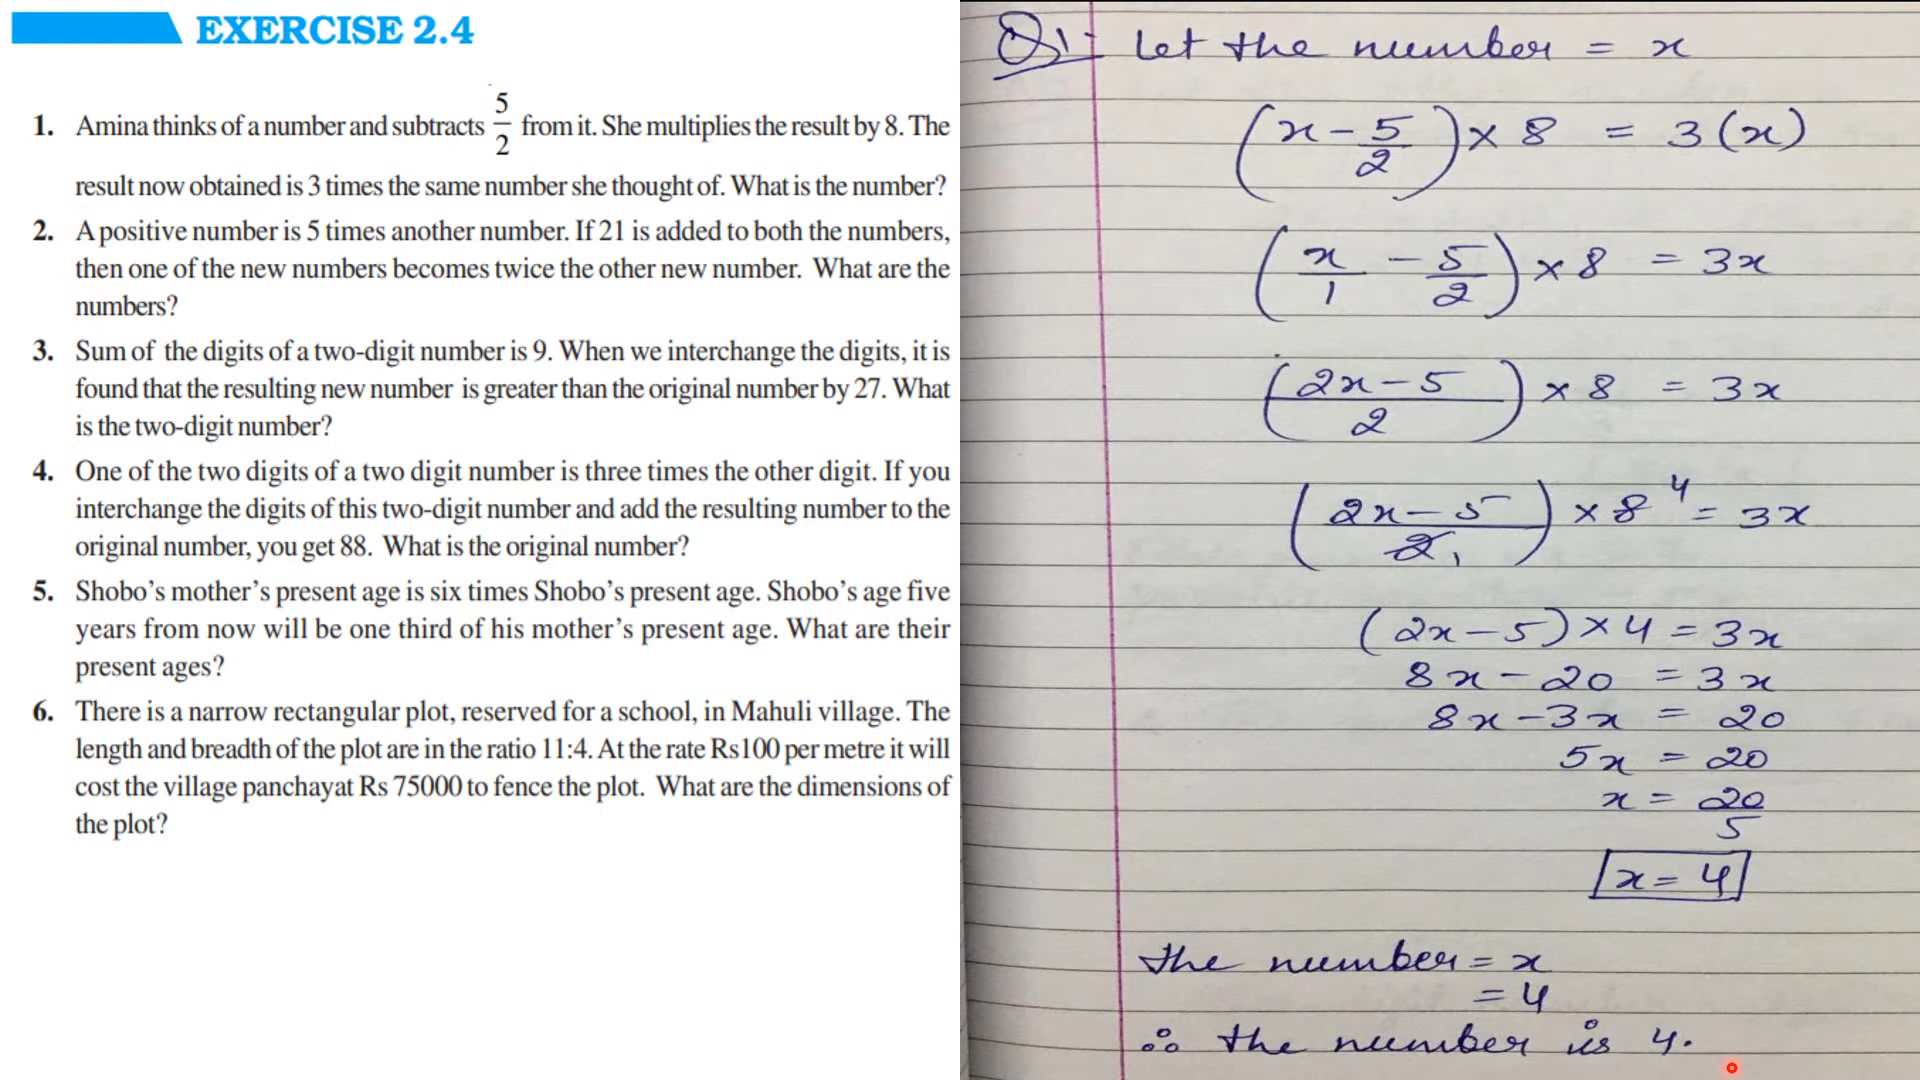 EXERCISE 2.4
1. Amina thinks of a number and subtracts 5/2 from it. She multiplies the result by 8. The
result now obtained is 3 times the same number she thought of. What is the number?
2. A positive number is 5 times another number. If 21 is added to both the numbers,
then one of the new numbers becomes twice the other new number. What are the
numbers?
3. Sum of the digits of a two-digit number is 9. When we interchange the digits, it is
found that the resulting new number is greater than the original number by 27. What
is the two-digit number?
4. One of the two digits of a two digit number is three times the other digit. If you
interchange the digits of this two-digit number and add the resulting number to the
original number, you get 88. What is the original number?
5. Shobo's mother's present age is six times Shobo's present age. Shobo's age five
years from now will be one third of his mother's present age. What are their
present ages?
6. There is a narrow rectangular plot, reserved for a school, in Mahuli village. The
length and breadth of the plot are in the ratio 11:4. At the rate Rs100 per metre it will
cost the village panchayat Rs 75000 to fence the plot. What are the dimensions of
the plot?
Q1- Let the number = x
(x - 5/2) × 8 = 3(x)
(x/1 - 5/2) × 8 = 3x
((2x - 5)/2) × 8 = 3x
((2x - 5)/2 1) × 8 4 = 3x
(2x - 5) × 4 = 3x
8x - 20 = 3x
8x - 3x = 20
5x = 20
x = 20/5
x = 4
the number = x
= 4
∴ the number is 4.